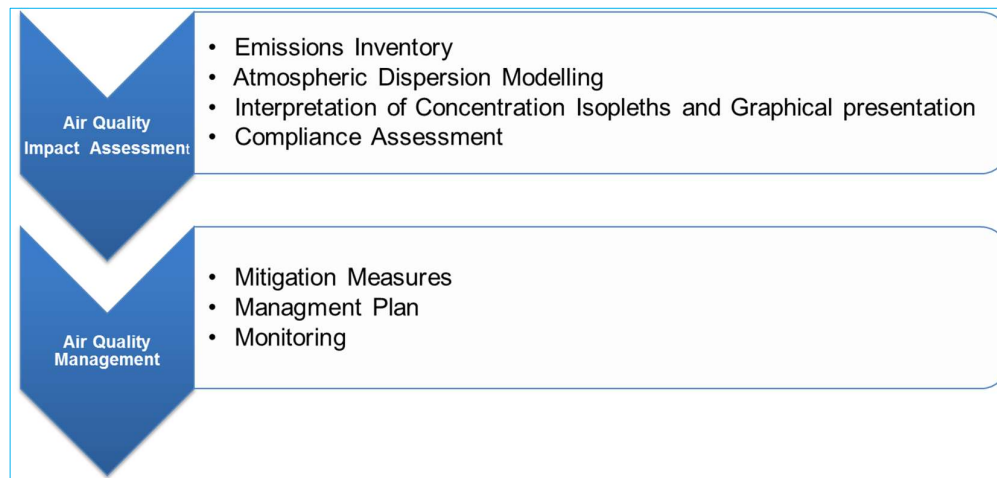 Air Quality
Impact Assessment
• Emissions Inventory
• Atmospheric Dispersion Modelling
• Interpretation of Concentration Isopleths and Graphical presentation
• Compliance Assessment
Air Quality
Management
• Mitigation Measures
• Managment Plan
• Monitoring